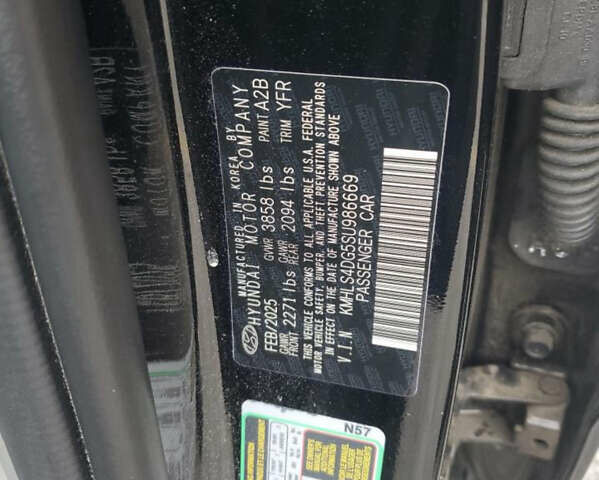 MANUFACTURED IN KOREA BY
HYUNDAI MOTOR COMPANY
FEB/2025 GVWR 3858 lbs PAINT A2B
GAWR FRONT 2271 lbs GAWR REAR 2094 lbs TRIM YFR
THIS VEHICLE CONFORMS TO ALL APPLICABLE U.S.A. FEDERAL
MOTOR VEHICLE SAFETY, BUMPER, AND THEFT PREVENTION STANDARDS
IN EFFECT ON THE DATE OF MANUFACTURE SHOWN ABOVE
V.I.N KMHLS4DG5SU986669
PASSENGER CAR
N57